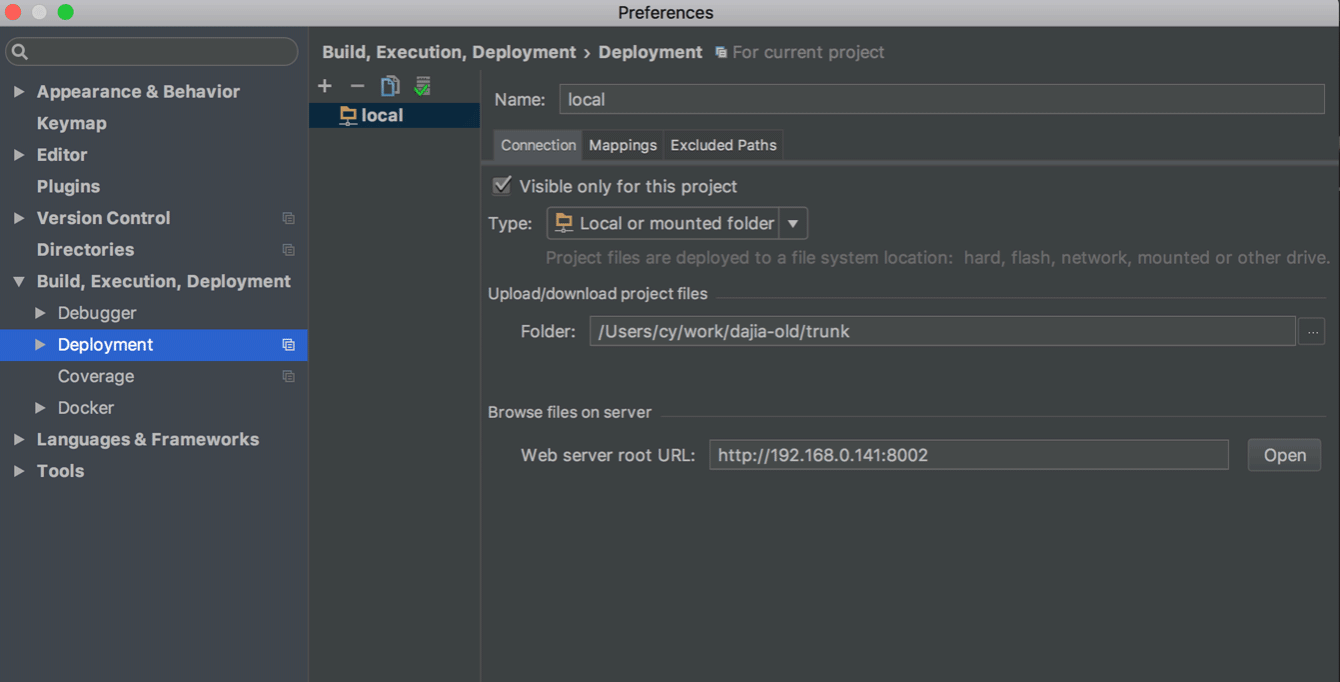 Preferences
Build, Execution, Deployment › Deployment For current project
Appearance & Behavior
Keymap
Editor
Plugins
Version Control
Directories
Build, Execution, Deployment
Debugger
Deployment
Coverage
Docker
Languages & Frameworks
Tools
local
Name: local
Connection Mappings Excluded Paths
Visible only for this project
Type: Local or mounted folder
Project files are deployed to a file system location: hard, flash, network, mounted or other drive.
Upload/download project files
Folder: /Users/cy/work/dajia-old/trunk ...
Browse files on server
Web server root URL: http://192.168.0.141:8002 Open